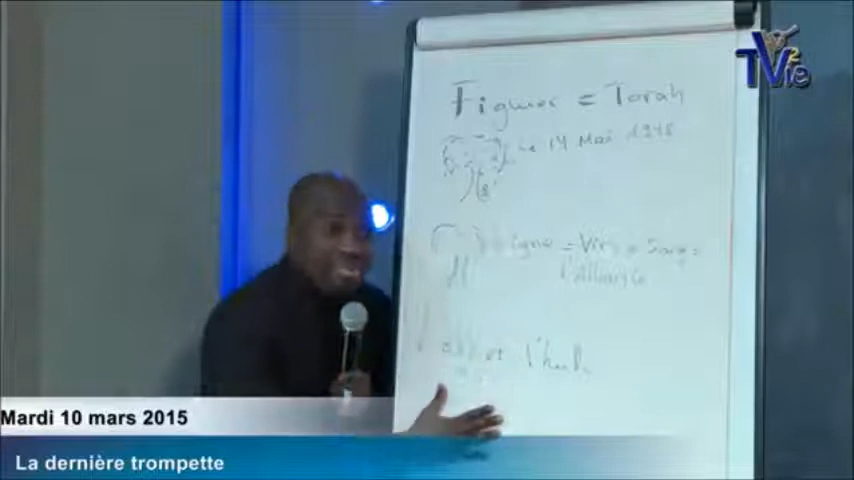 TV2Vie
Figuier = Torah
Le 14 Mai 1948
Vigne = Vin = Sang =
l'Alliance
l'huile
Mardi 10 mars 2015
La dernière trompette